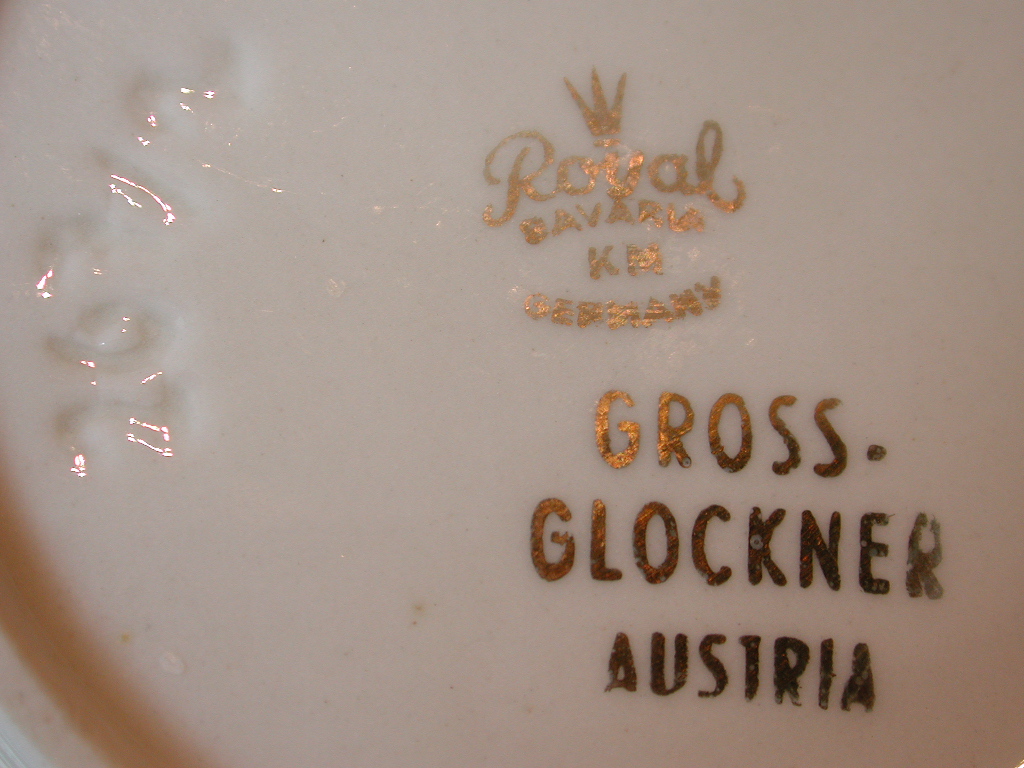 Royal
BAVARIA
KM
GERMANY
GROSS.
GLOCKNER
AUSTRIA